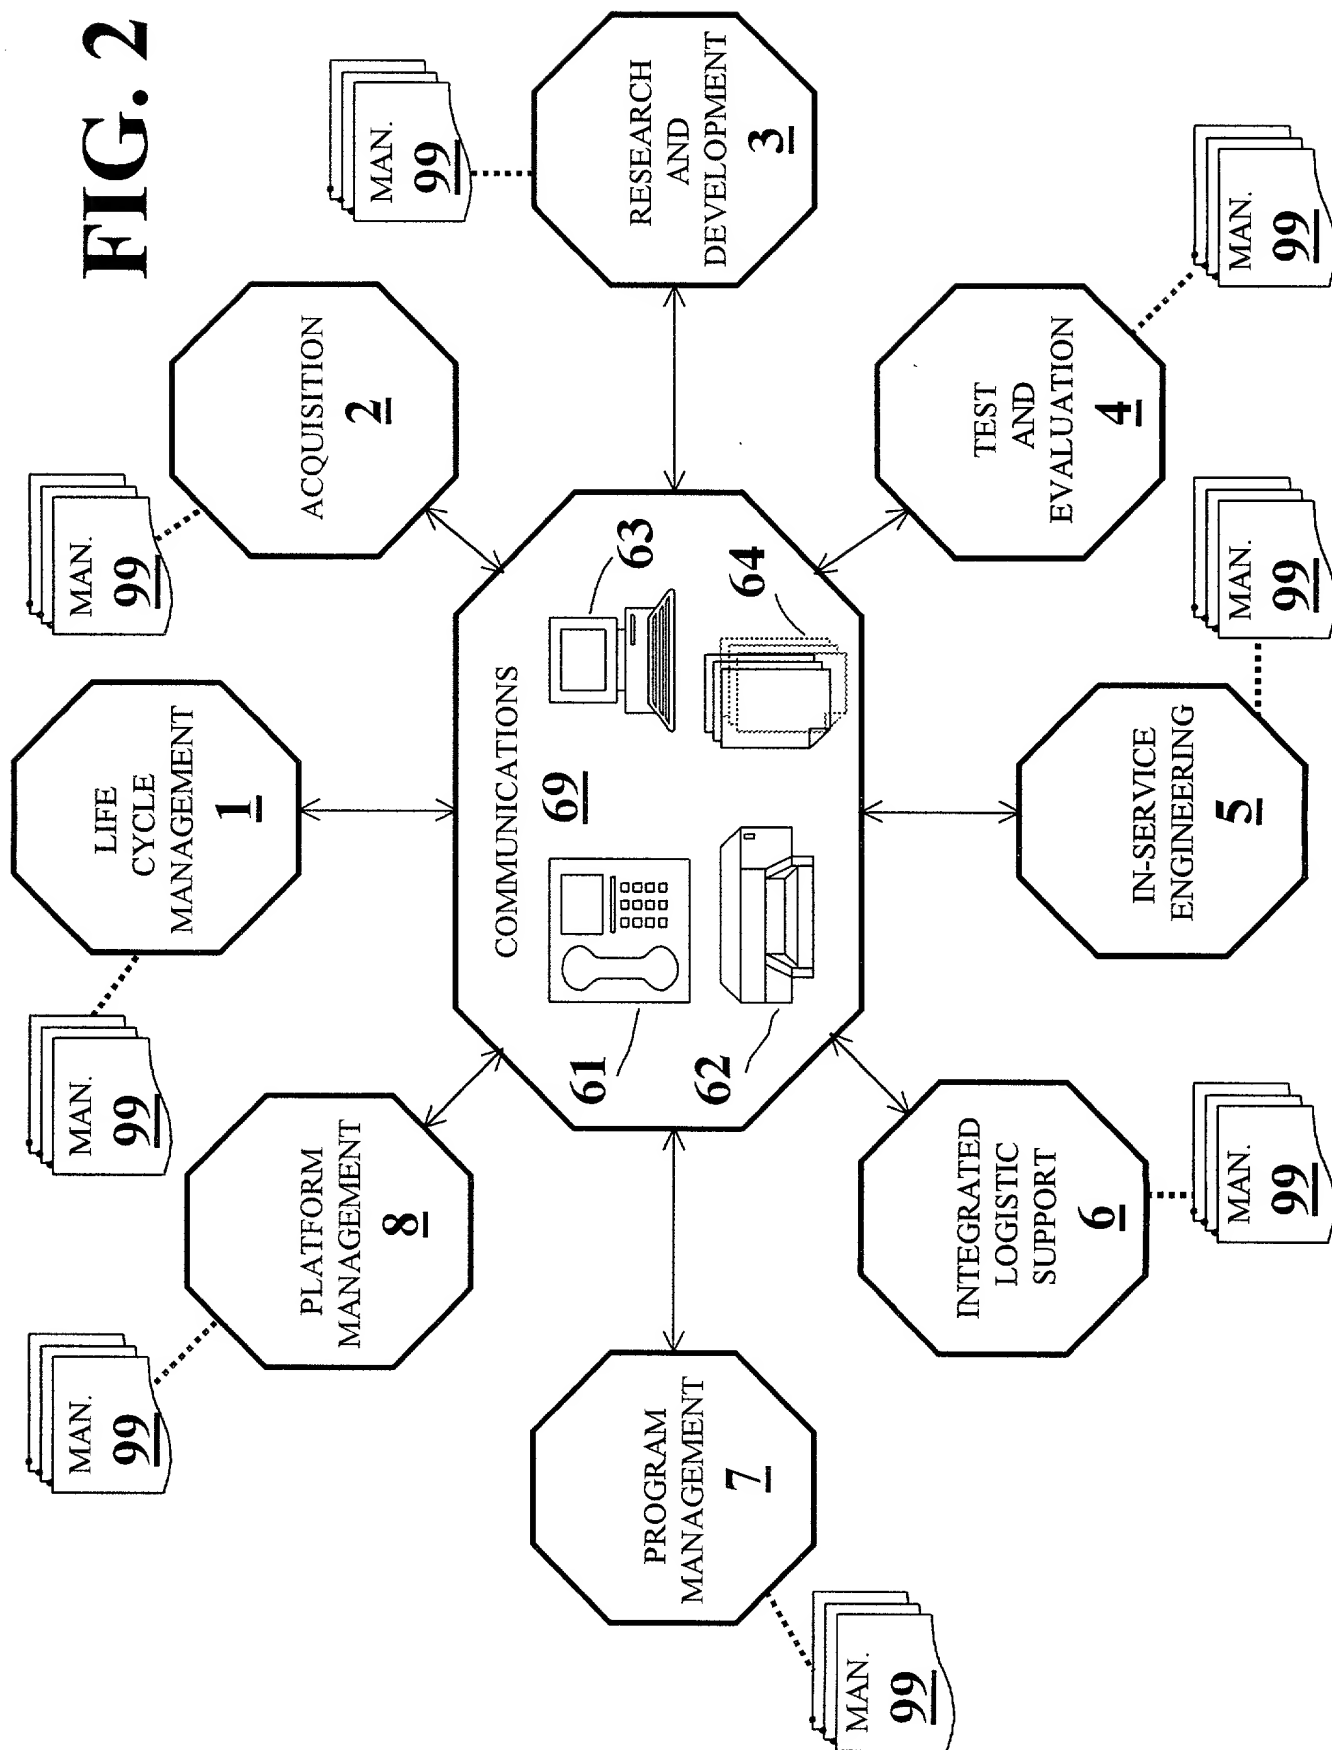 FIG. 2
LIFE
CYCLE
MANAGEMENT
1
MAN.
99
ACQUISITION
2
MAN.
99
RESEARCH
AND
DEVELOPMENT
3
MAN.
99
TEST
AND
EVALUATION
4
MAN.
99
IN-SERVICE
ENGINEERING
5
MAN.
99
INTEGRATED
LOGISTIC
SUPPORT
6
MAN.
99
PROGRAM
MANAGEMENT
7
MAN.
99
PLATFORM
MANAGEMENT
8
MAN.
99
COMMUNICATIONS
69
61
63
62
64